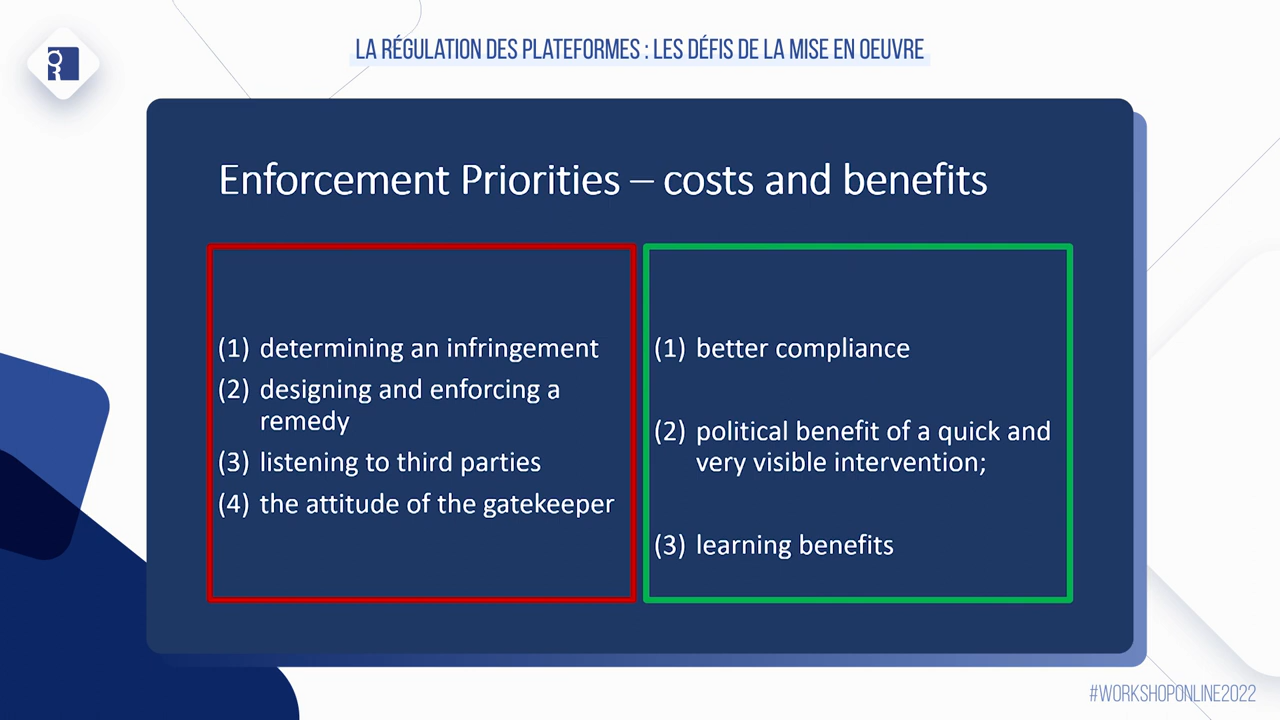 LA RÉGULATION DES PLATEFORMES : LES DÉFIS DE LA MISE EN OEUVRE
Enforcement Priorities – costs and benefits
(1) determining an infringement
(2) designing and enforcing a
remedy
(3) listening to third parties
(4) the attitude of the gatekeeper
(1) better compliance
(2) political benefit of a quick and
very visible intervention;
(3) learning benefits
#WORKSHOPONLINE2022